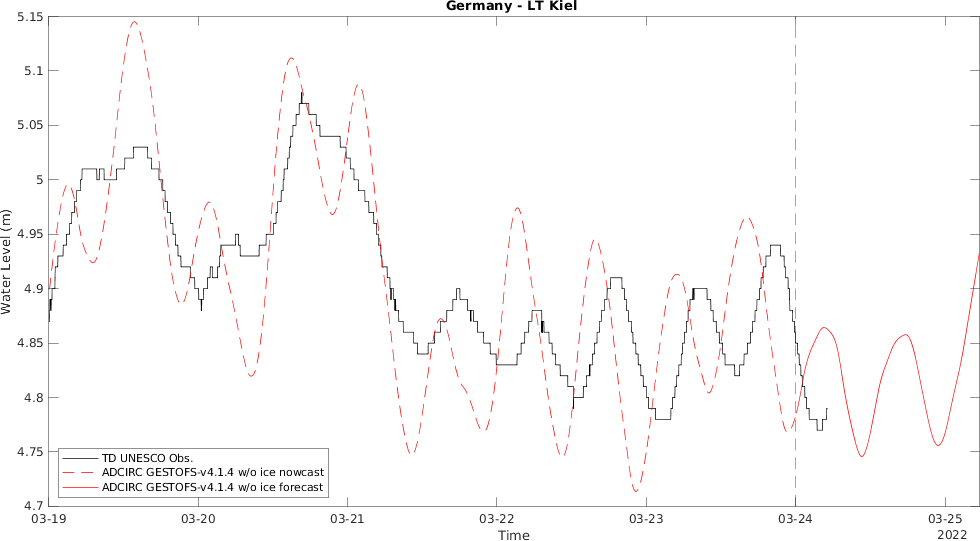 Germany - LT Kiel
5.15
5.1
5.05
5
4.95
4.9
4.85
4.8
4.75
4.7
Water Level (m)
TD UNESCO Obs.
ADCIRC GESTOFS-v4.1.4 w/o ice nowcast
ADCIRC GESTOFS-v4.1.4 w/o ice forecast
03-19 03-20 03-21 03-22 03-23 03-24 03-25
Time 2022